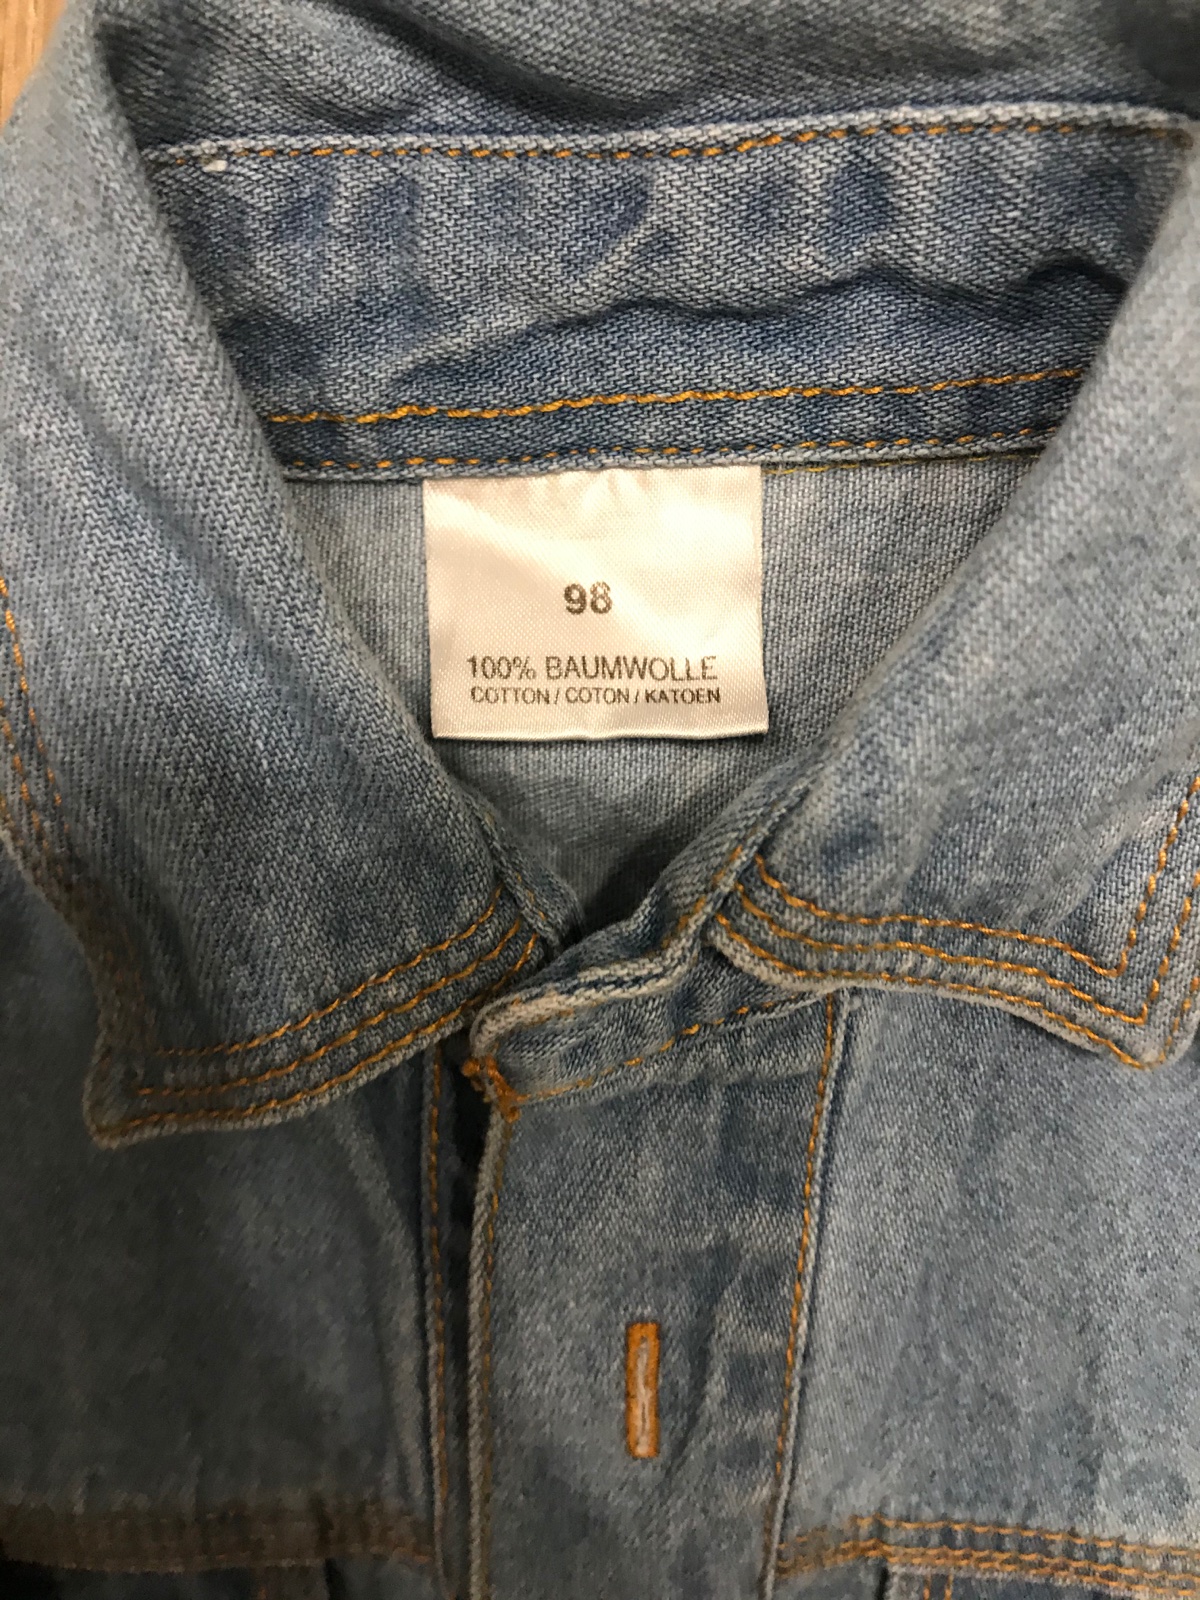 98
100% BAUMWOLLE
COTTON / COTON / KATOEN